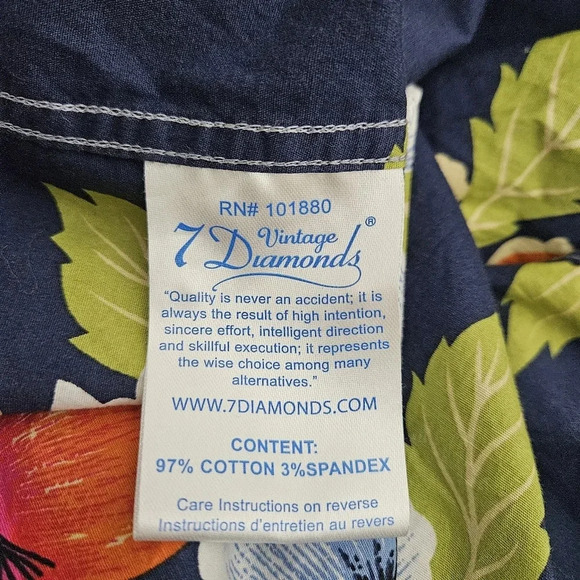 RN# 101880
7 Vintage Diamonds®
"Quality is never an accident; it is
always the result of high intention,
sincere effort, intelligent direction
and skillful execution; it represents
the wise choice among many
alternatives."
WWW.7DIAMONDS.COM
CONTENT:
97% COTTON 3%SPANDEX
Care Instructions on reverse
Instructions d'entretien au revers